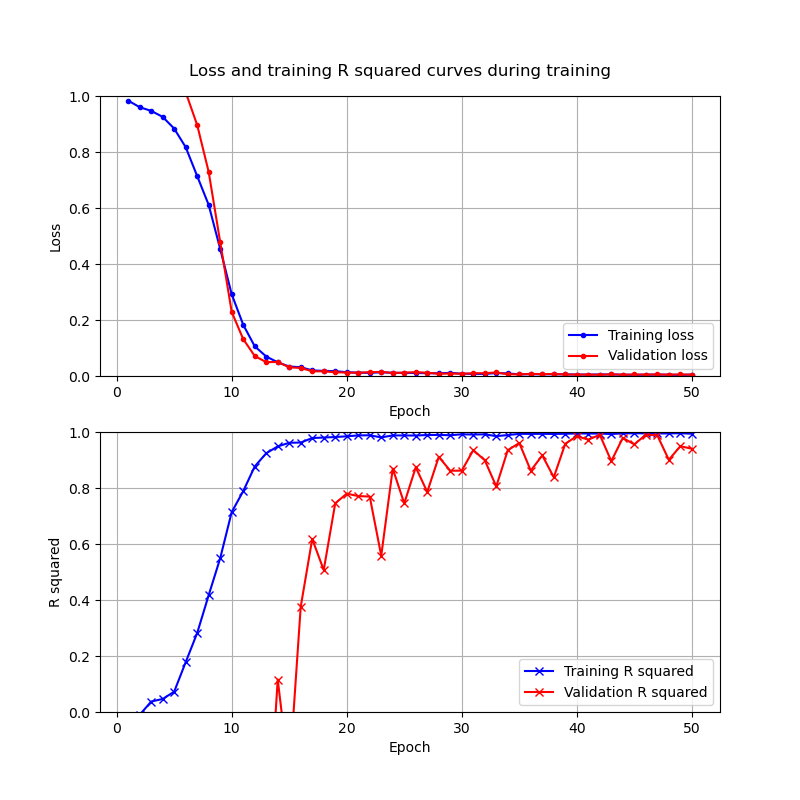 Loss and training R squared curves during training
1.0
0.8
0.6
0.4
0.2
0.0
Loss
0
10
20
30
40
50
Epoch
Training loss
Validation loss
1.0
0.8
0.6
0.4
0.2
0.0
R squared
0
10
20
30
40
50
Epoch
Training R squared
Validation R squared